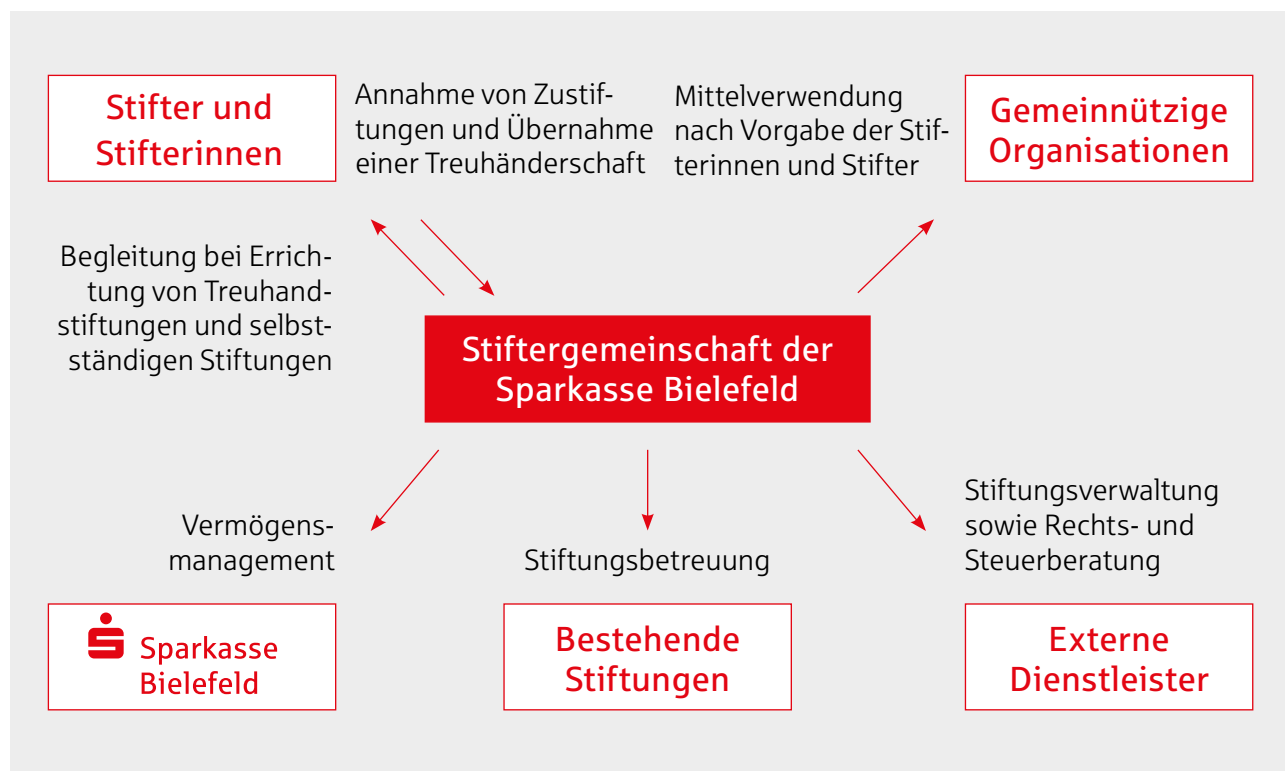 Stifter und
Stifterinnen
Annahme von Zustif-
tungen und Übernahme
einer Treuhänderschaft
Mittelverwendung
nach Vorgabe der Stif-
terinnen und Stifter
Gemeinnützige
Organisationen
Begleitung bei Errich-
tung von Treuhand-
stiftungen und selbst-
ständigen Stiftungen
Stiftergemeinschaft der
Sparkasse Bielefeld
Vermögens-
management
Stiftungsbetreuung
Stiftungsverwaltung
sowie Rechts- und
Steuerberatung
Sparkasse
Bielefeld
Bestehende
Stiftungen
Externe
Dienstleister